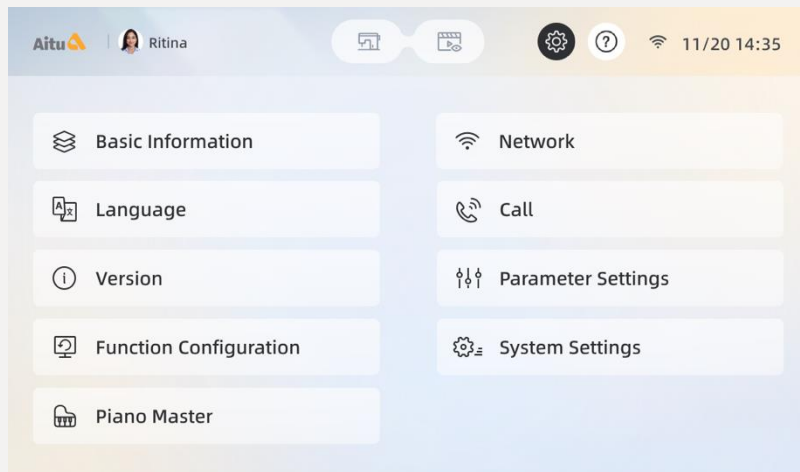 Aitu
Ritina
11/20 14:35
Basic Information
Network
Language
Call
Version
Parameter Settings
Function Configuration
System Settings
Piano Master